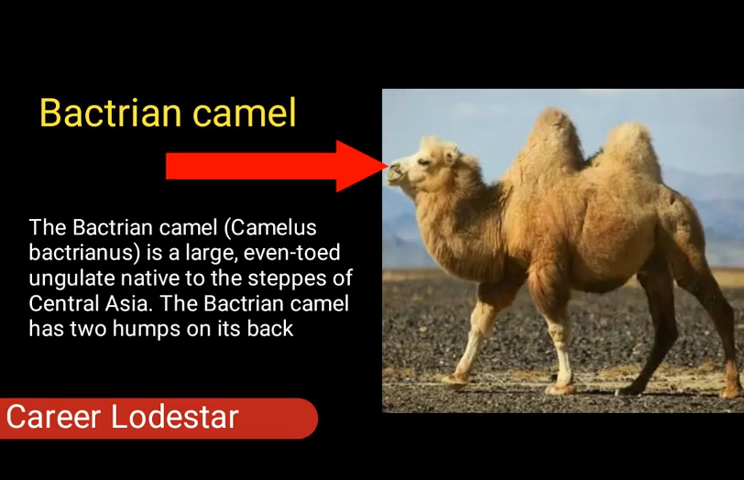 Bactrian camel
The Bactrian camel (Camelus
bactrianus) is a large, even-toed
ungulate native to the steppes of
Central Asia. The Bactrian camel
has two humps on its back
Career Lodestar